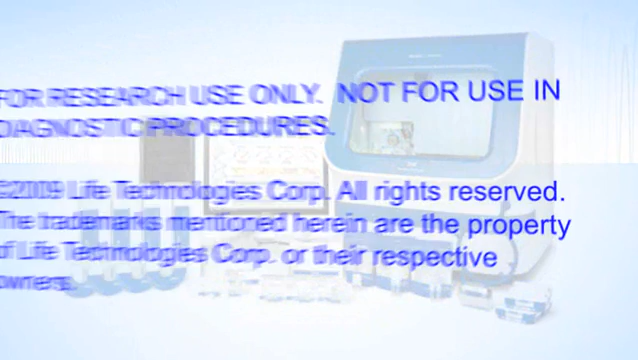 FOR RESEARCH USE ONLY.  NOT FOR USE IN
DIAGNOSTIC PROCEDURES.
©2009 Life Technologies Corp. All rights reserved.
The trademarks mentioned herein are the property
of Life Technologies Corp. or their respective
owners.